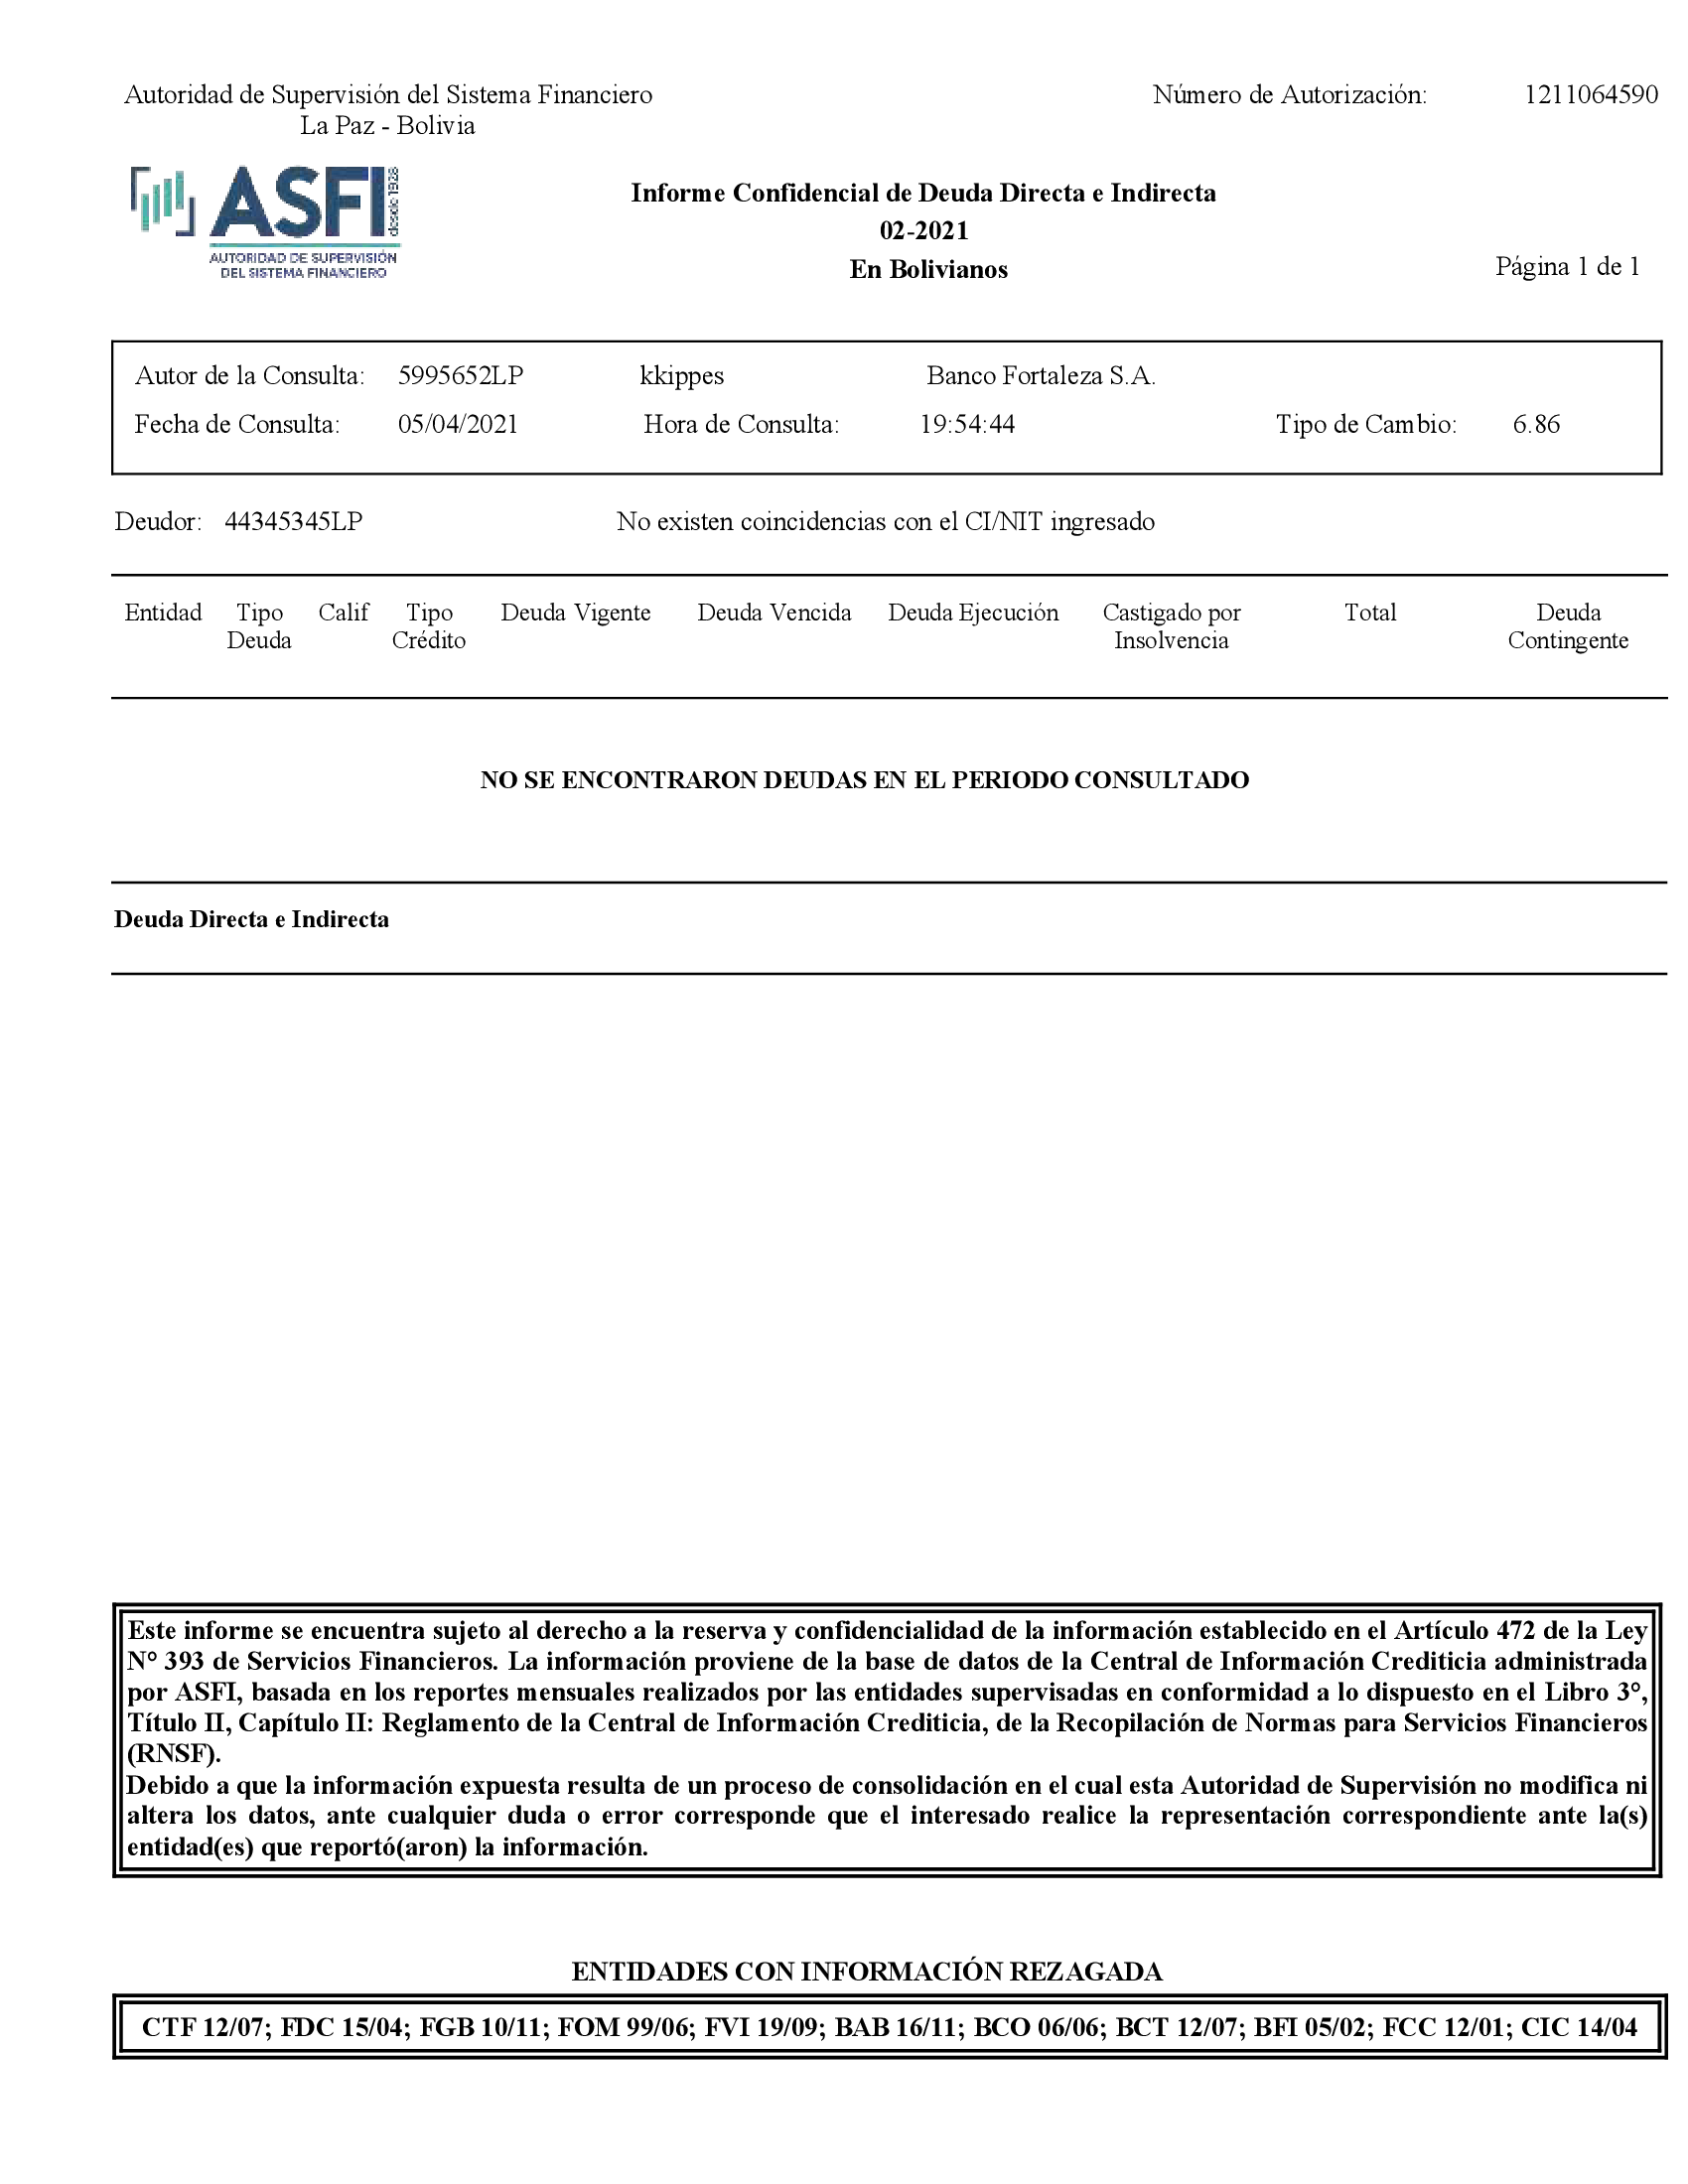 Autoridad de Supervisión del Sistema Financiero
La Paz - Bolivia
Número de Autorización: 1211064590
ASFI desde 1928
AUTORIDAD DE SUPERVISIÓN
DEL SISTEMA FINANCIERO
Informe Confidencial de Deuda Directa e Indirecta
02-2021
En Bolivianos
Página 1 de 1
Autor de la Consulta: 5995652LP kkippes Banco Fortaleza S.A.
Fecha de Consulta: 05/04/2021 Hora de Consulta: 19:54:44 Tipo de Cambio: 6.86
Deudor: 44345345LP No existen coincidencias con el CI/NIT ingresado
Entidad Tipo Calif Tipo Deuda Vigente Deuda Vencida Deuda Ejecución Castigado por Total Deuda
Deuda Crédito Insolvencia Contingente
NO SE ENCONTRARON DEUDAS EN EL PERIODO CONSULTADO
Deuda Directa e Indirecta
Este informe se encuentra sujeto al derecho a la reserva y confidencialidad de la información establecido en el Artículo 472 de la Ley
N° 393 de Servicios Financieros. La información proviene de la base de datos de la Central de Información Crediticia administrada
por ASFI, basada en los reportes mensuales realizados por las entidades supervisadas en conformidad a lo dispuesto en el Libro 3°,
Título II, Capítulo II: Reglamento de la Central de Información Crediticia, de la Recopilación de Normas para Servicios Financieros
(RNSF).
Debido a que la información expuesta resulta de un proceso de consolidación en el cual esta Autoridad de Supervisión no modifica ni
altera los datos, ante cualquier duda o error corresponde que el interesado realice la representación correspondiente ante la(s)
entidad(es) que reportó(aron) la información.
ENTIDADES CON INFORMACIÓN REZAGADA
CTF 12/07; FDC 15/04; FGB 10/11; FOM 99/06; FVI 19/09; BAB 16/11; BCO 06/06; BCT 12/07; BFI 05/02; FCC 12/01; CIC 14/04